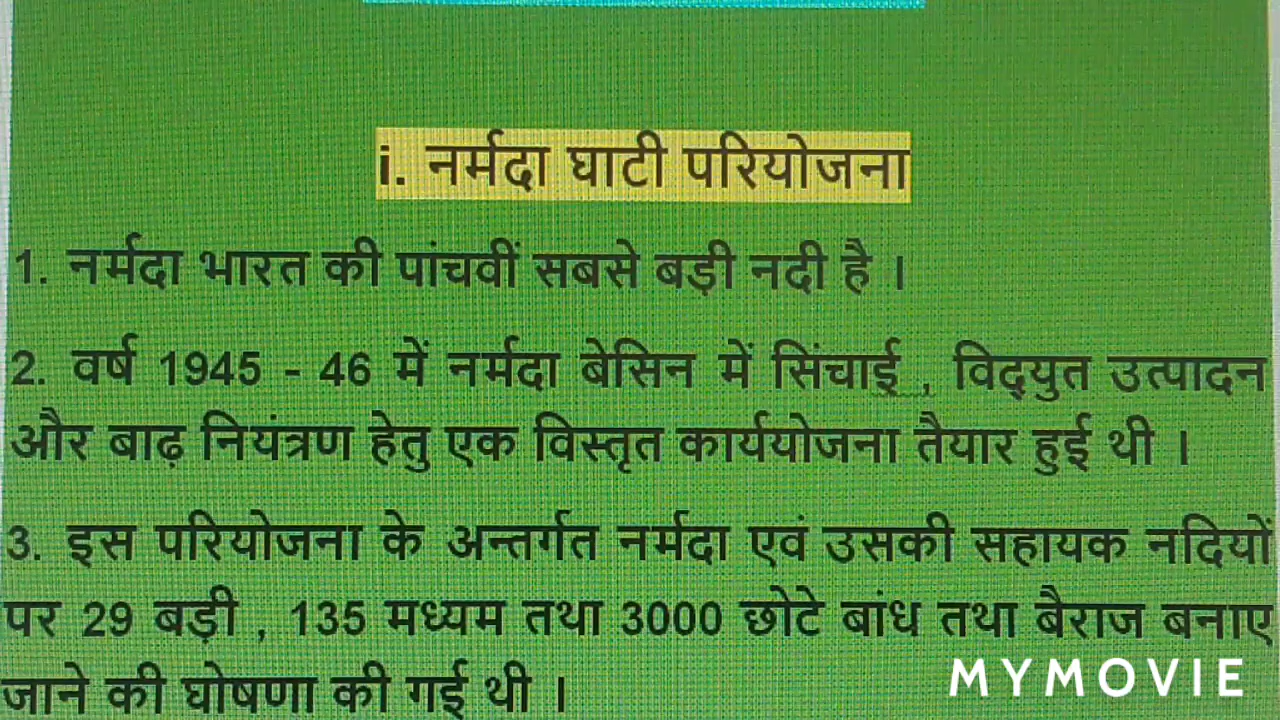 i. नर्मदा घाटी परियोजना
1. नर्मदा भारत की पांचवीं सबसे बड़ी नदी है ।
2. वर्ष 1945 - 46 में नर्मदा बेसिन में सिंचाई , विद्युत उत्पादन
और बाढ़ नियंत्रण हेतु एक विस्तृत कार्ययोजना तैयार हुई थी ।
3. इस परियोजना के अन्तर्गत नर्मदा एवं उसकी सहायक नदियों
पर 29 बड़ी , 135 मध्यम तथा 3000 छोटे बांध तथा बैराज बनाए
जाने की घोषणा की गई थी ।
MYMOVIE